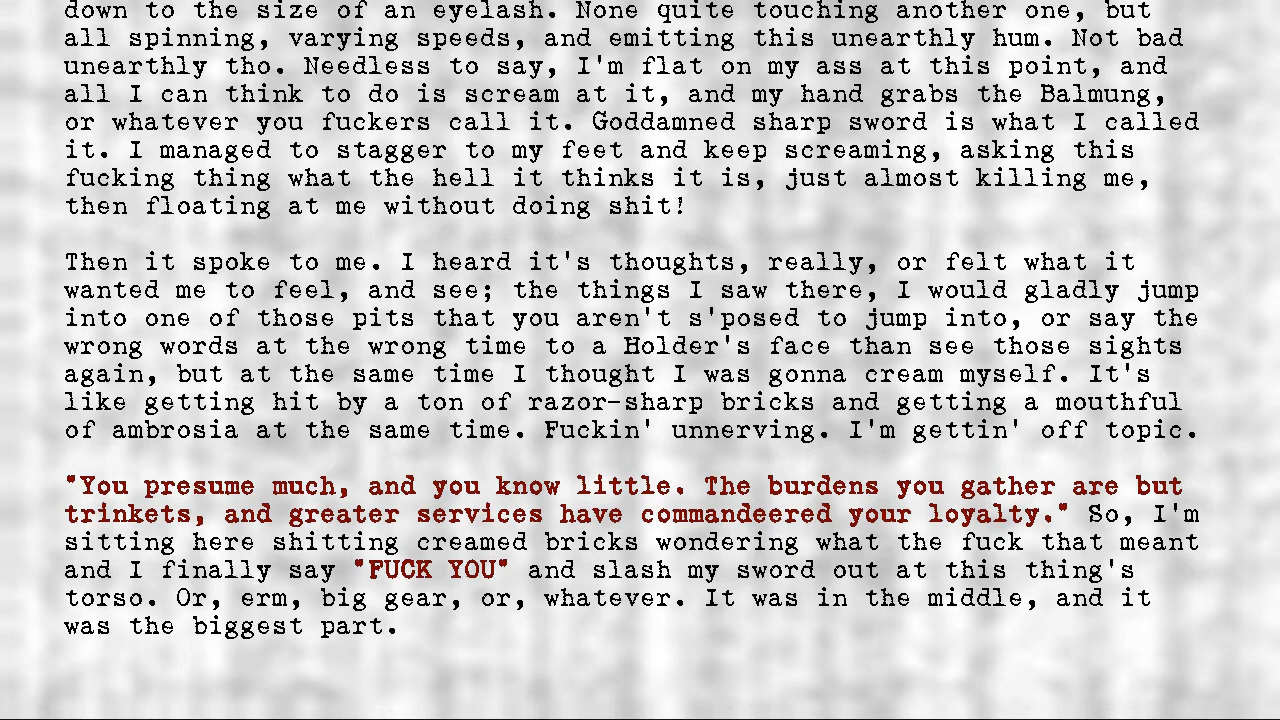 down to the size of an eyelash. None quite touching another one, but
all spinning, varying speeds, and emitting this unearthly hum. Not bad
unearthly tho. Needless to say, I'm flat on my ass at this point, and
all I can think to do is scream at it, and my hand grabs the Balmung,
or whatever you fuckers call it. Goddamned sharp sword is what I called
it. I managed to stagger to my feet and keep screaming, asking this
fucking thing what the hell it thinks it is, just almost killing me,
then floating at me without doing shit!
Then it spoke to me. I heard it's thoughts, really, or felt what it
wanted me to feel, and see; the things I saw there, I would gladly jump
into one of those pits that you aren't s'posed to jump into, or say the
wrong words at the wrong time to a Holder's face than see those sights
again, but at the same time I thought I was gonna cream myself. It's
like getting hit by a ton of razor-sharp bricks and getting a mouthful
of ambrosia at the same time. Fuckin' unnerving. I'm gettin' off topic.
"You presume much, and you know little. The burdens you gather are but
trinkets, and greater services have commandeered your loyalty." So, I'm
sitting here shitting creamed bricks wondering what the fuck that meant
and I finally say "FUCK YOU" and slash my sword out at this thing's
torso. Or, erm, big gear, or, whatever. It was in the middle, and it
was the biggest part.